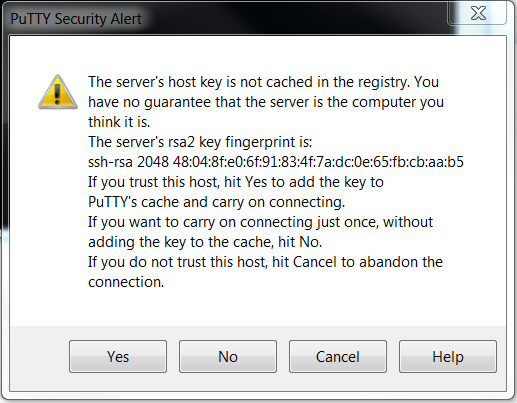 PuTTY Security Alert
The server's host key is not cached in the registry. You
have no guarantee that the server is the computer you
think it is.
The server's rsa2 key fingerprint is:
ssh-rsa 2048 48:04:8f:e0:6f:91:83:4f:7a:dc:0e:65:fb:cb:aa:b5
If you trust this host, hit Yes to add the key to
PuTTY's cache and carry on connecting.
If you want to carry on connecting just once, without
adding the key to the cache, hit No.
If you do not trust this host, hit Cancel to abandon the
connection.
Yes No Cancel Help